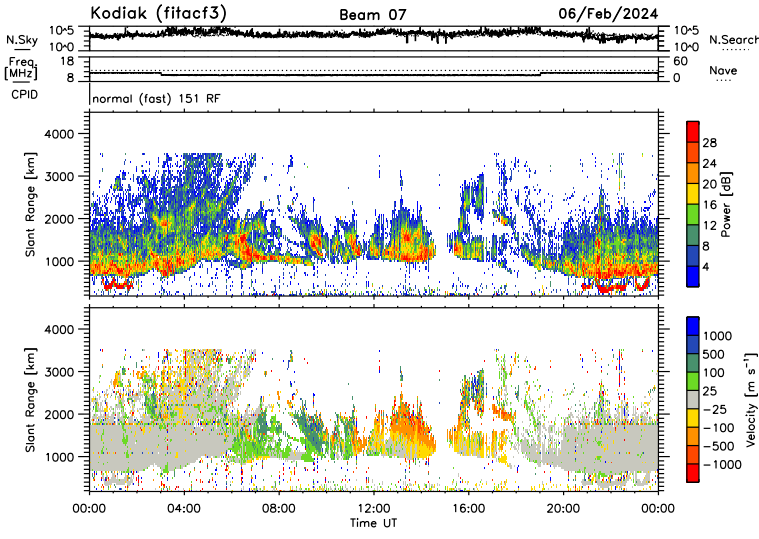 Kodiak (fitacf3) Beam 07 06/Feb/2024
N.Sky 10^5 10^0 10^5 10^0 N.Search
Freq. [MHz] 18 8 60 0 Nave
CPID normal (fast) 151 RF
Slant Range [km]
4000
3000
2000
1000
28
24
20
16
12
8
4
Power [dB]
Slant Range [km]
4000
3000
2000
1000
1000
500
100
25
-25
-100
-500
-1000
Velocity [m s^-1]
00:00 04:00 08:00 12:00 16:00 20:00 00:00
Time UT